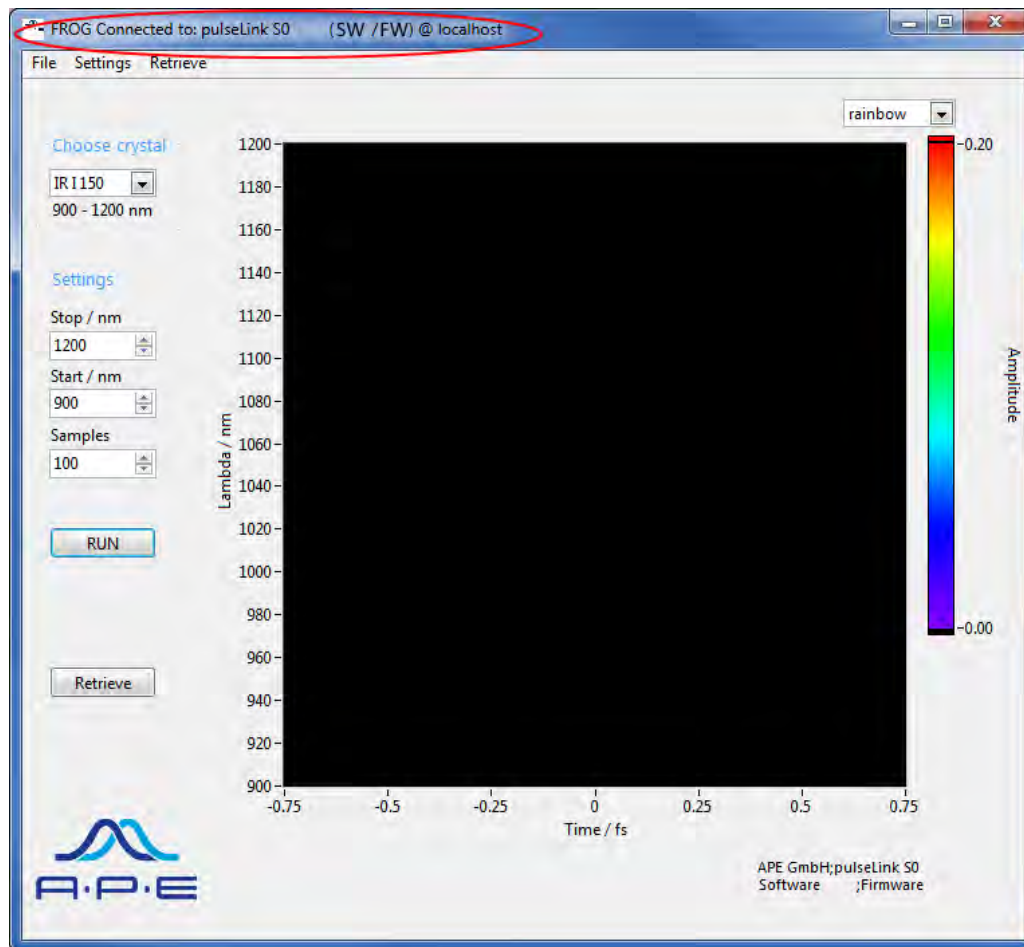 FROG Connected to: pulseLink S0 (SW /FW) @ localhost
File Settings Retrieve
rainbow
Choose crystal
IR I 150
900 - 1200 nm
Settings
Stop / nm
1200
Start / nm
900
Samples
100
RUN
Retrieve
A·P·E
Lambda / nm
1200
1180
1160
1140
1120
1100
1080
1060
1040
1020
1000
980
960
940
920
900
-0.75 -0.5 -0.25 0 0.25 0.5 0.75
Time / fs
0.20
0.00
Amplitude
APE GmbH;pulseLink S0
Software ;Firmware